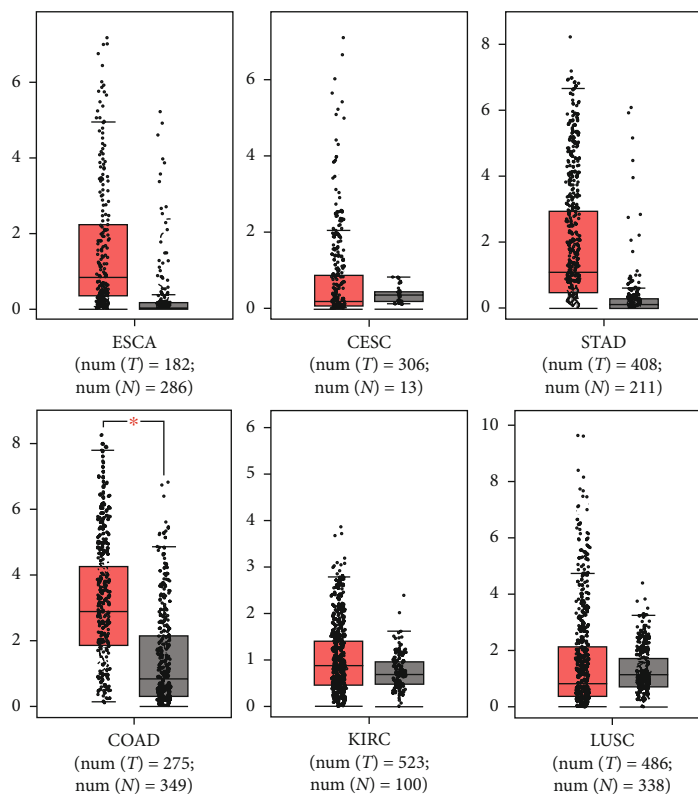 6
4
2
0
ESCA
(num (T) = 182;
num (N) = 286)
6
4
2
0
CESC
(num (T) = 306;
num (N) = 13)
8
6
4
2
0
STAD
(num (T) = 408;
num (N) = 211)
8
6
4
2
0
*
COAD
(num (T) = 275;
num (N) = 349)
6
5
4
3
2
1
0
KIRC
(num (T) = 523;
num (N) = 100)
10
8
6
4
2
0
LUSC
(num (T) = 486;
num (N) = 338)